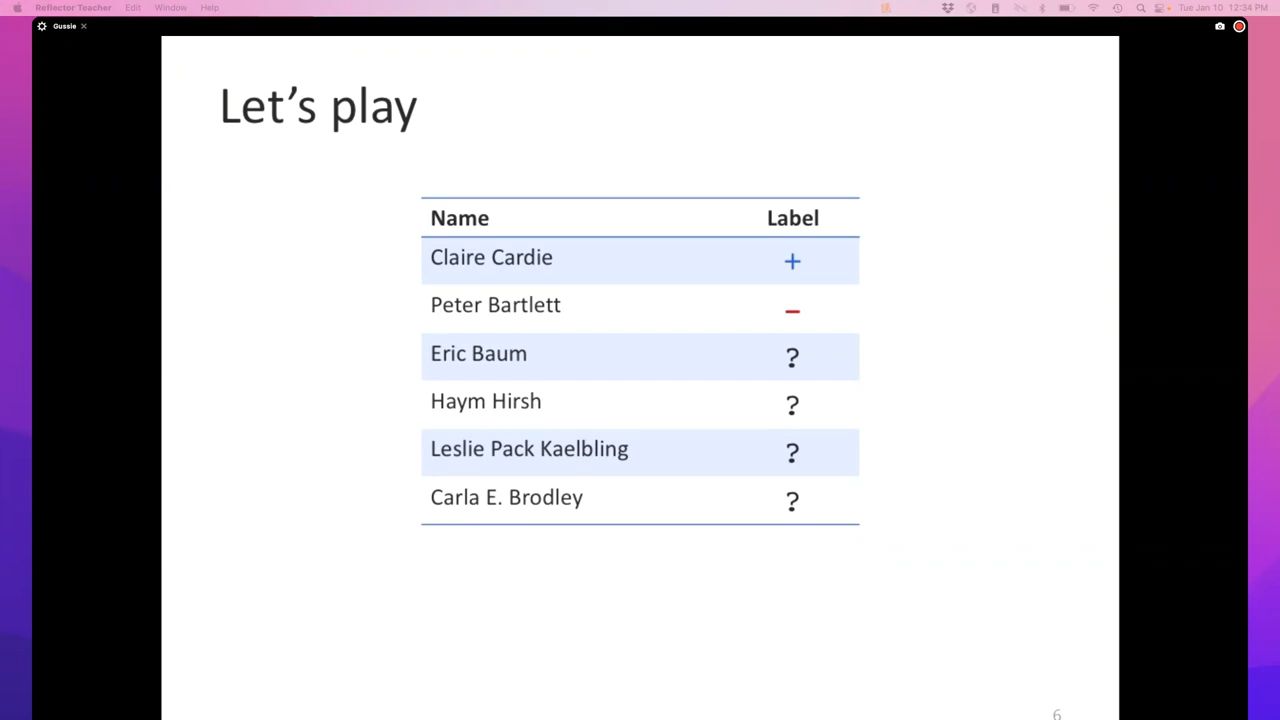 Reflector Teacher Edit Window Help Tue Jan 10 12:34 PM
Gussie
Let's play
Name Label
Claire Cardie +
Peter Bartlett −
Eric Baum ?
Haym Hirsh ?
Leslie Pack Kaelbling ?
Carla E. Brodley ?
6